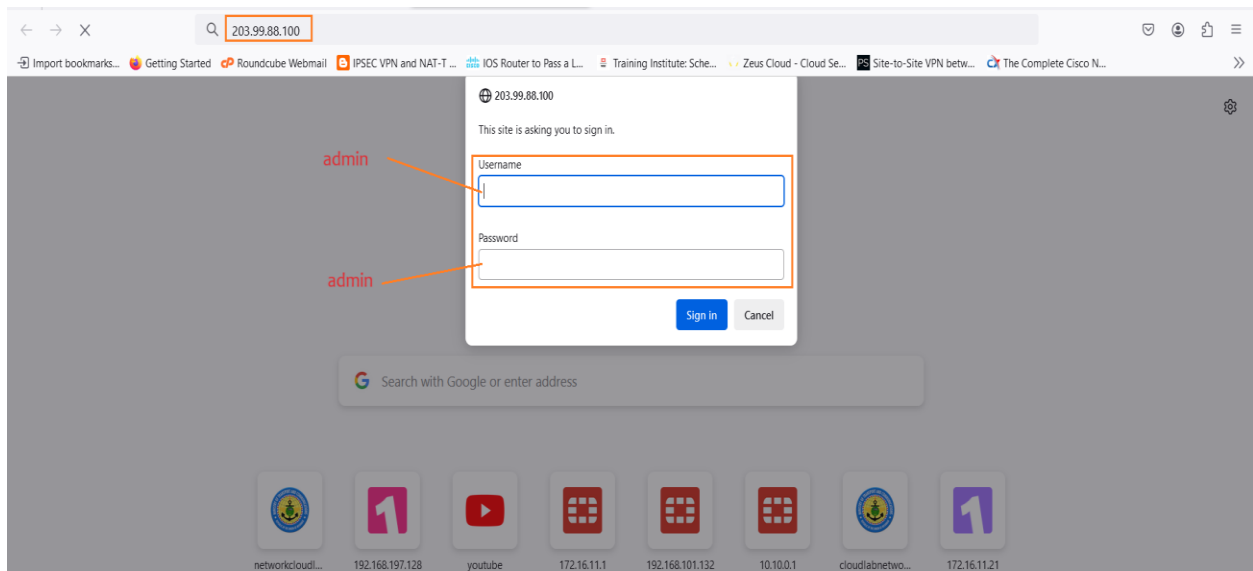 203.99.88.100
Import bookmarks... Getting Started Roundcube Webmail IPSEC VPN and NAT-T ... IOS Router to Pass a L... Training Institute: Sche... Zeus Cloud - Cloud Se... Site-to-Site VPN betw... The Complete Cisco N...
203.99.88.100
This site is asking you to sign in.
admin
Username
Password
admin
Sign in Cancel
Search with Google or enter address
networkcloudl... 192.168.197.128 youtube 172.16.11.1 192.168.101.132 10.10.0.1 cloudlabnetwo... 172.16.11.21